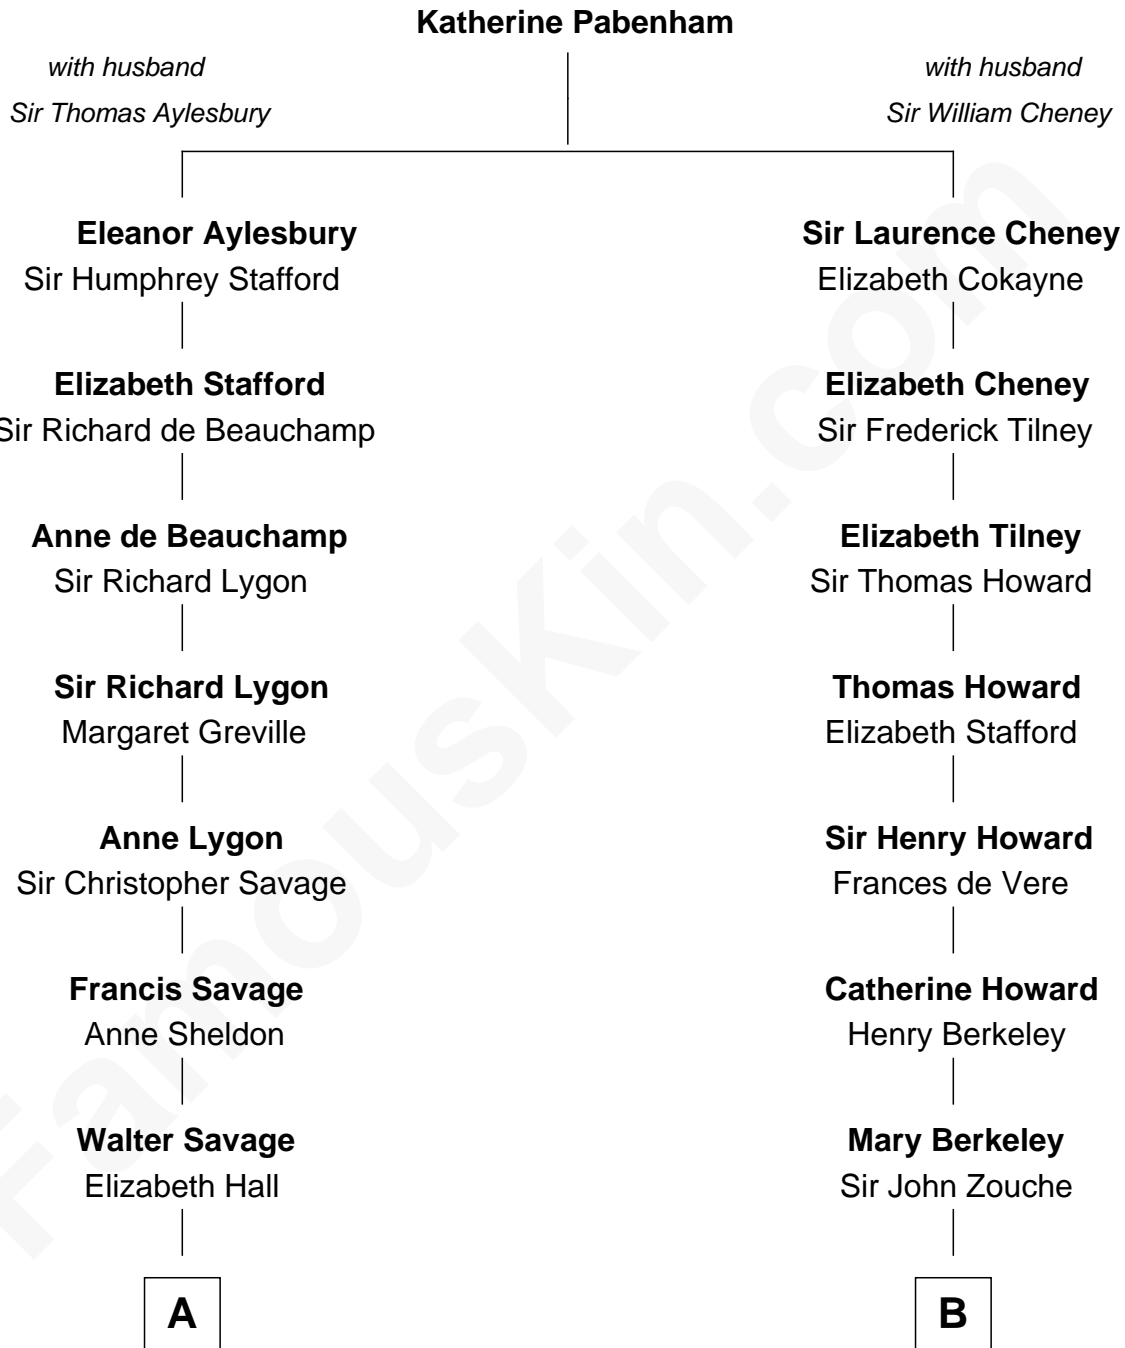 Katherine Pabenham
with husband
Sir Thomas Aylesbury
with husband
Sir William Cheney
Eleanor Aylesbury
Sir Humphrey Stafford
Sir Laurence Cheney
Elizabeth Cokayne
Elizabeth Stafford
Sir Richard de Beauchamp
Elizabeth Cheney
Sir Frederick Tilney
Anne de Beauchamp
Sir Richard Lygon
Elizabeth Tilney
Sir Thomas Howard
Sir Richard Lygon
Margaret Greville
Thomas Howard
Elizabeth Stafford
Anne Lygon
Sir Christopher Savage
Sir Henry Howard
Frances de Vere
Francis Savage
Anne Sheldon
Catherine Howard
Henry Berkeley
Walter Savage
Elizabeth Hall
Mary Berkeley
Sir John Zouche
A
B
FamousKin.com